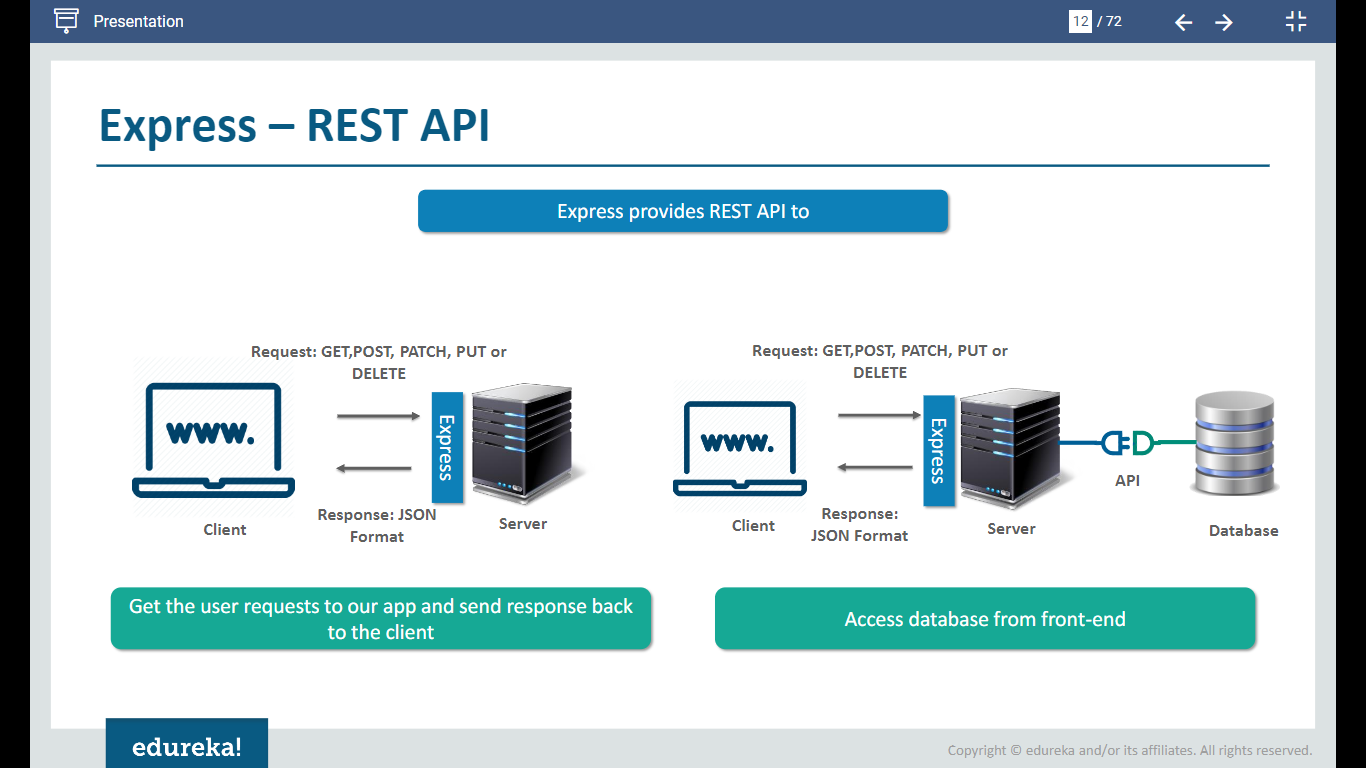 Presentation
12 / 72
Express – REST API
Express provides REST API to
Request: GET,POST, PATCH, PUT or
DELETE
www.
Express
Client
Response: JSON
Format
Server
Request: GET,POST, PATCH, PUT or
DELETE
www.
Express
API
Client
Response:
JSON Format
Server
Database
Get the user requests to our app and send response back
to the client
Access database from front-end
edureka!
Copyright © edureka and/or its affiliates. All rights reserved.